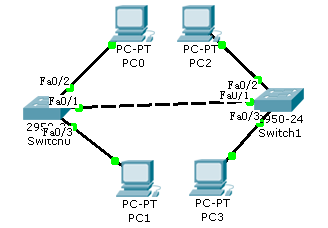 PC-PT
PC0
PC-PT
PC2
Fa0/2
Fa0/1
Fa0/3
Switch0
Fa0/2
Fa0/1
Fa0/3
950-24
Switch1
PC-PT
PC1
PC-PT
PC3